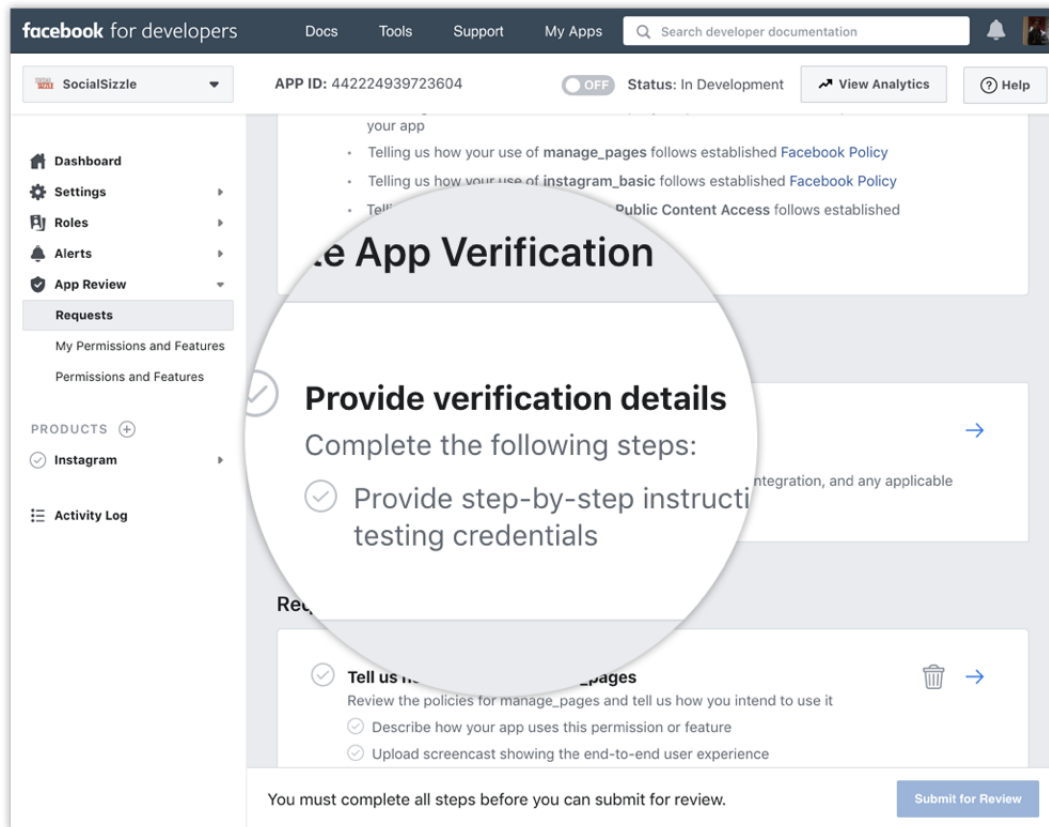 facebook for developers Docs Tools Support My Apps Search developer documentation
SocialSizzle APP ID: 442224939723604 OFF Status: In Development View Analytics Help
Dashboard
Settings
Roles
Alerts
App Review
Requests
My Permissions and Features
Permissions and Features
PRODUCTS
Instagram
Activity Log
your app
Telling us how your use of manage_pages follows established Facebook Policy
Telling us how your use of instagram_basic follows established Facebook Policy
Public Content Access follows established
App Verification
Provide verification details
Complete the following steps:
Provide step-by-step
testing credentials
and any applicable
Tell us
Review the policies for manage_pages and tell us how you intend to use it
Describe how your app uses this permission or feature
Upload screencast showing the end-to-end user experience
You must complete all steps before you can submit for review.
Submit for Review